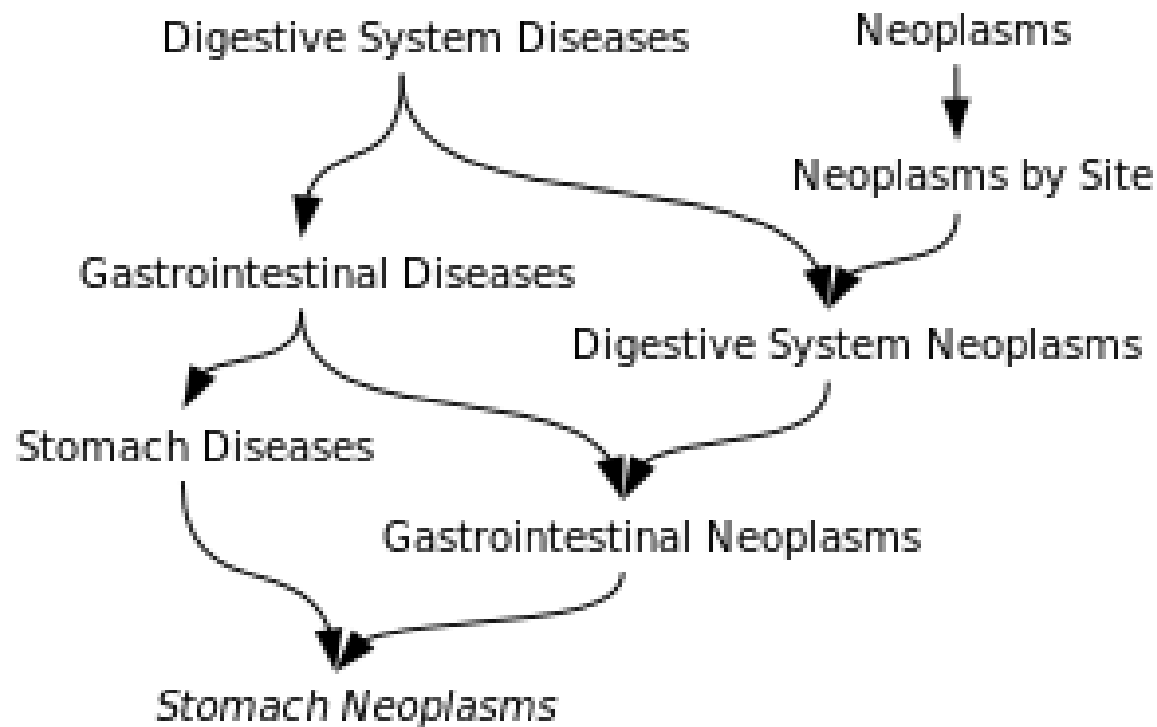 Digestive System Diseases
Neoplasms
Neoplasms by Site
Gastrointestinal Diseases
Digestive System Neoplasms
Stomach Diseases
Gastrointestinal Neoplasms
Stomach Neoplasms